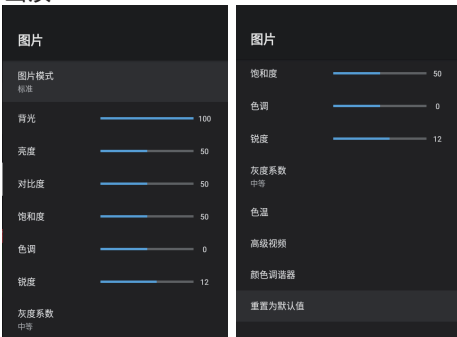 图片
图片模式
标准
背光 100
亮度 50
对比度 50
饱和度 50
色调 0
锐度 12
灰度系数
中等
图片
饱和度 50
色调 0
锐度 12
灰度系数
中等
色温
高级视频
颜色调谐器
重置为默认值